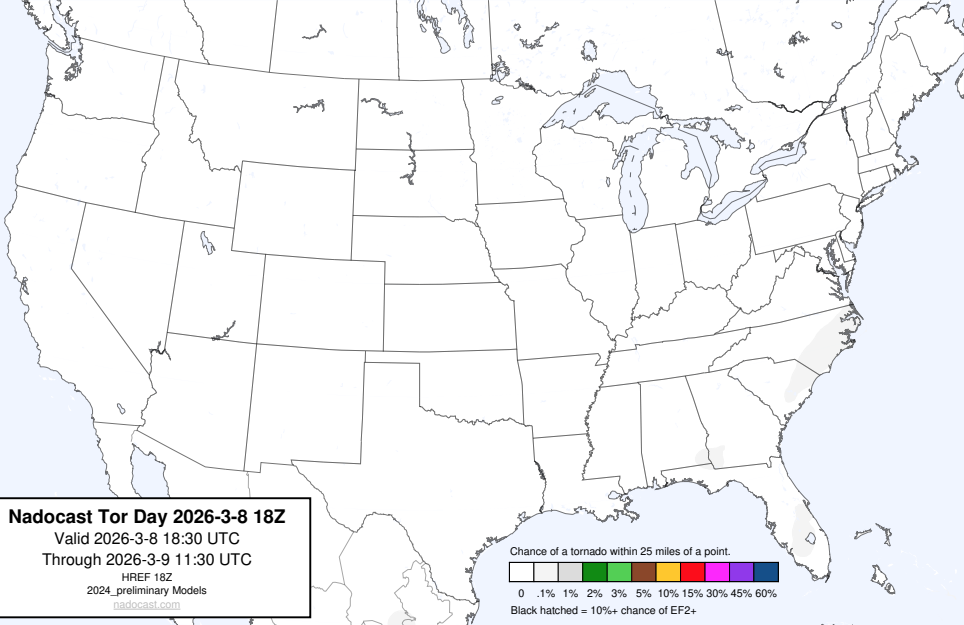 Nadocast Tor Day 2026-3-8 18Z
Valid 2026-3-8 18:30 UTC
Through 2026-3-9 11:30 UTC
HREF 18Z
2024_preliminary Models
nadocast.com
Chance of a tornado within 25 miles of a point.
0 .1% 1% 2% 3% 5% 10% 15% 30% 45% 60%
Black hatched = 10%+ chance of EF2+